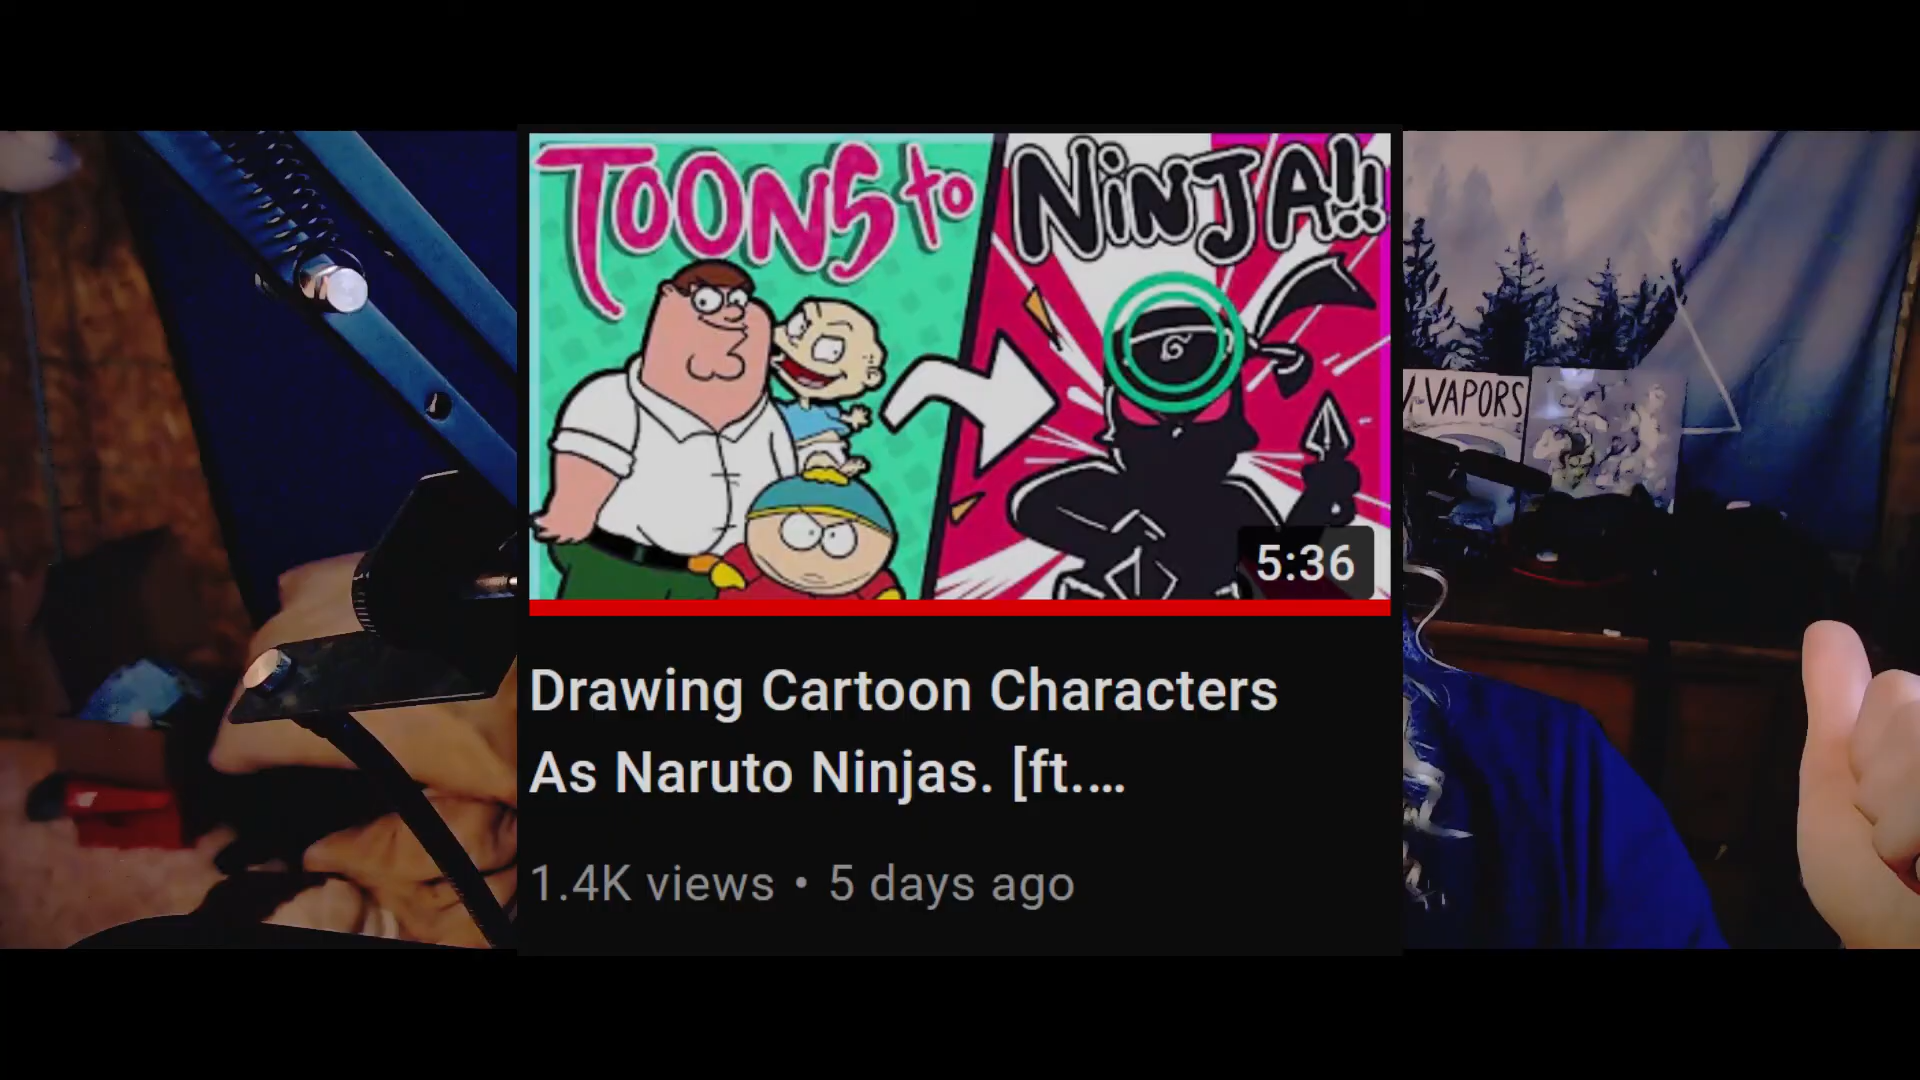 TOONS to NiNJA!!
5:36
Drawing Cartoon Characters
As Naruto Ninjas. [ft....
1.4K views • 5 days ago
VAPORS